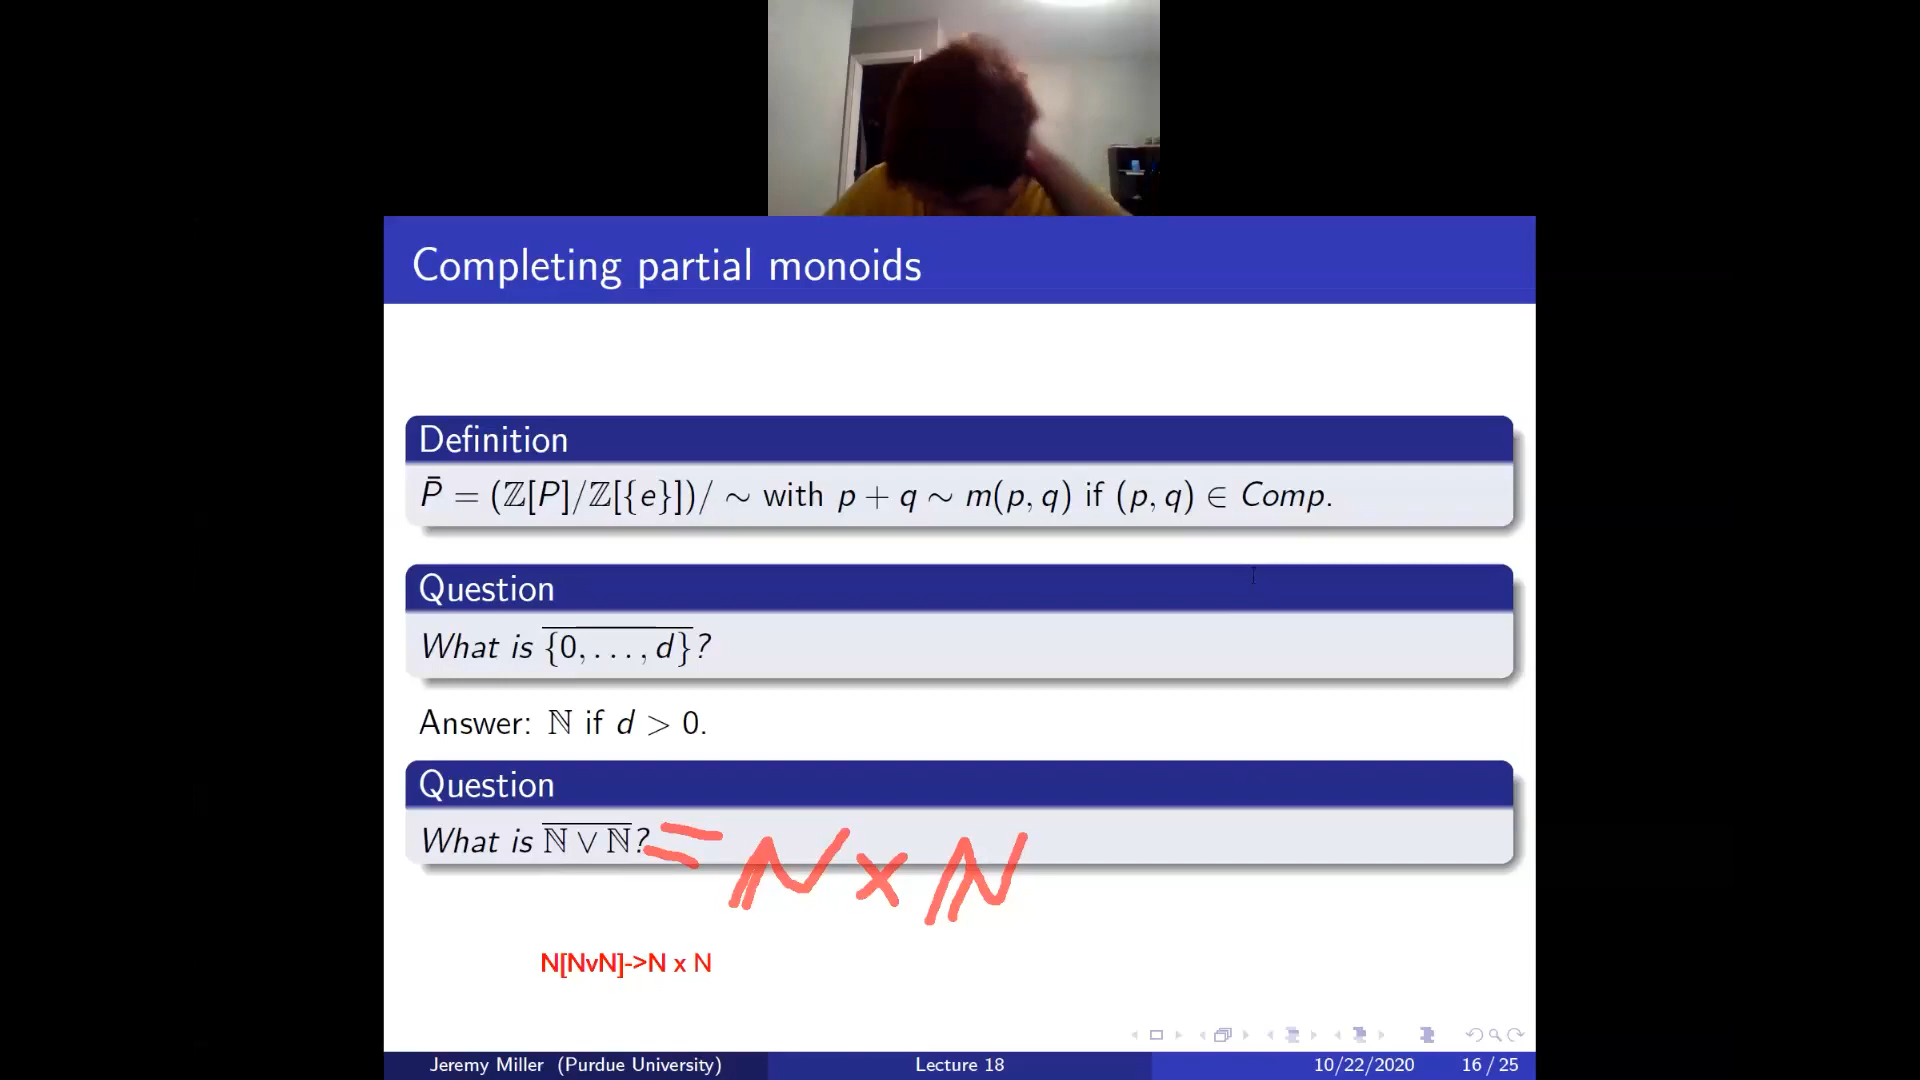 Completing partial monoids
Definition
P̄ = (ℤ[P]/ℤ[{e}])/ ∼ with p + q ∼ m(p, q) if (p, q) ∈ Comp.
Question
What is \overline{{0, . . . , d}}?
Answer: ℕ if d > 0.
Question
What is \overline{ℕ ∨ ℕ}? = ℕ × ℕ
N[NvN]->N x N
Jeremy Miller (Purdue University) Lecture 18 10/22/2020 16 / 25